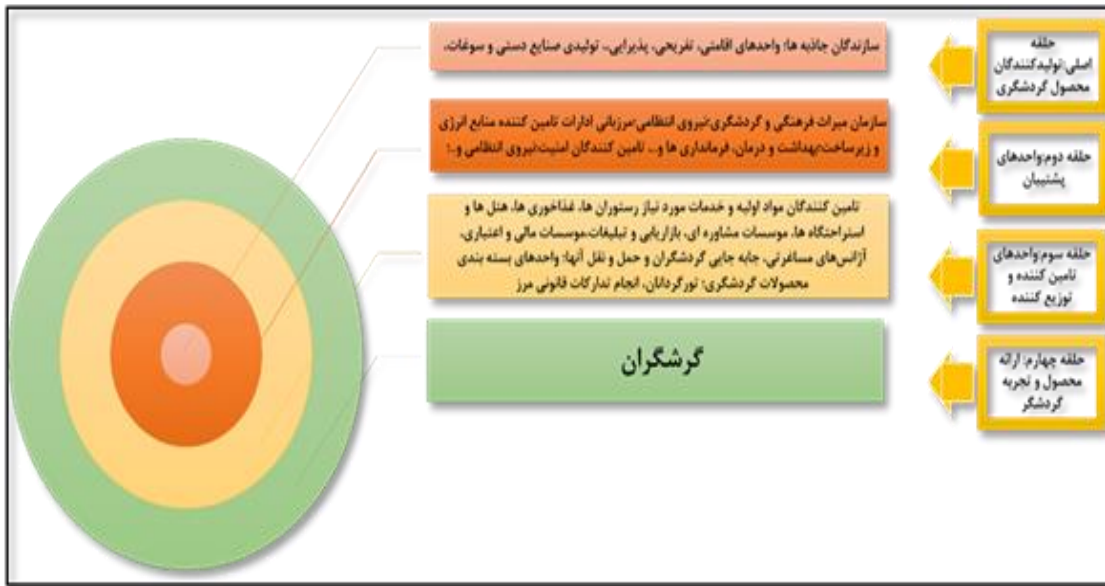 حلقه
اصلی:تولیدکنندگان
محصول گردشگری
سازندگان جاذبه ها؛ واحدهای اقامتی، تفریحی، پذیرایی.. تولیدی صنایع دستی و سوغات،
حلقه دوم:واحدهای
پشتیبان
سازمان میراث فرهنگی و گردشگری؛نیروی انتظامی؛مرزبانی ادارات تامین کننده منابع انرژی
و زیرساخت؛بهداشت و درمان، فرمانداری ها و... تامین کنندگان امنیت:نیروی انتظامی و..؛
حلقه سوم:واحدهای
تامین کننده و
توزیع کننده
تامین کنندگان مواد اولیه و خدمات مورد نیاز رستوران ها، غذاخوری ها، هتل ها و
استراحتگاه ها، موسسات مشاوره ای، بازاریابی و تبلیغات،موسسات مالی و اعتباری،
آژانس‌های مسافرتی، جابه جایی گردشگران و حمل و نقل آنها؛ واحدهای بسته بندی
محصولات گردشگری؛ تورگردانان، انجام تدارکات قانونی مرز
حلقه چهارم: ارائه
محصول و تجربه
گردشگر
گرشگران